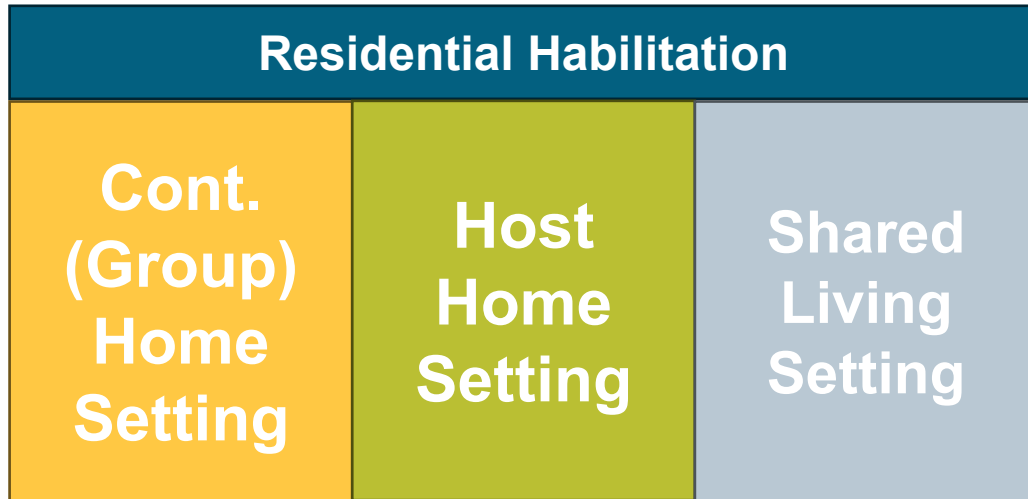 Residential Habilitation
Cont.
(Group)
Home
Setting
Host
Home
Setting
Shared
Living
Setting